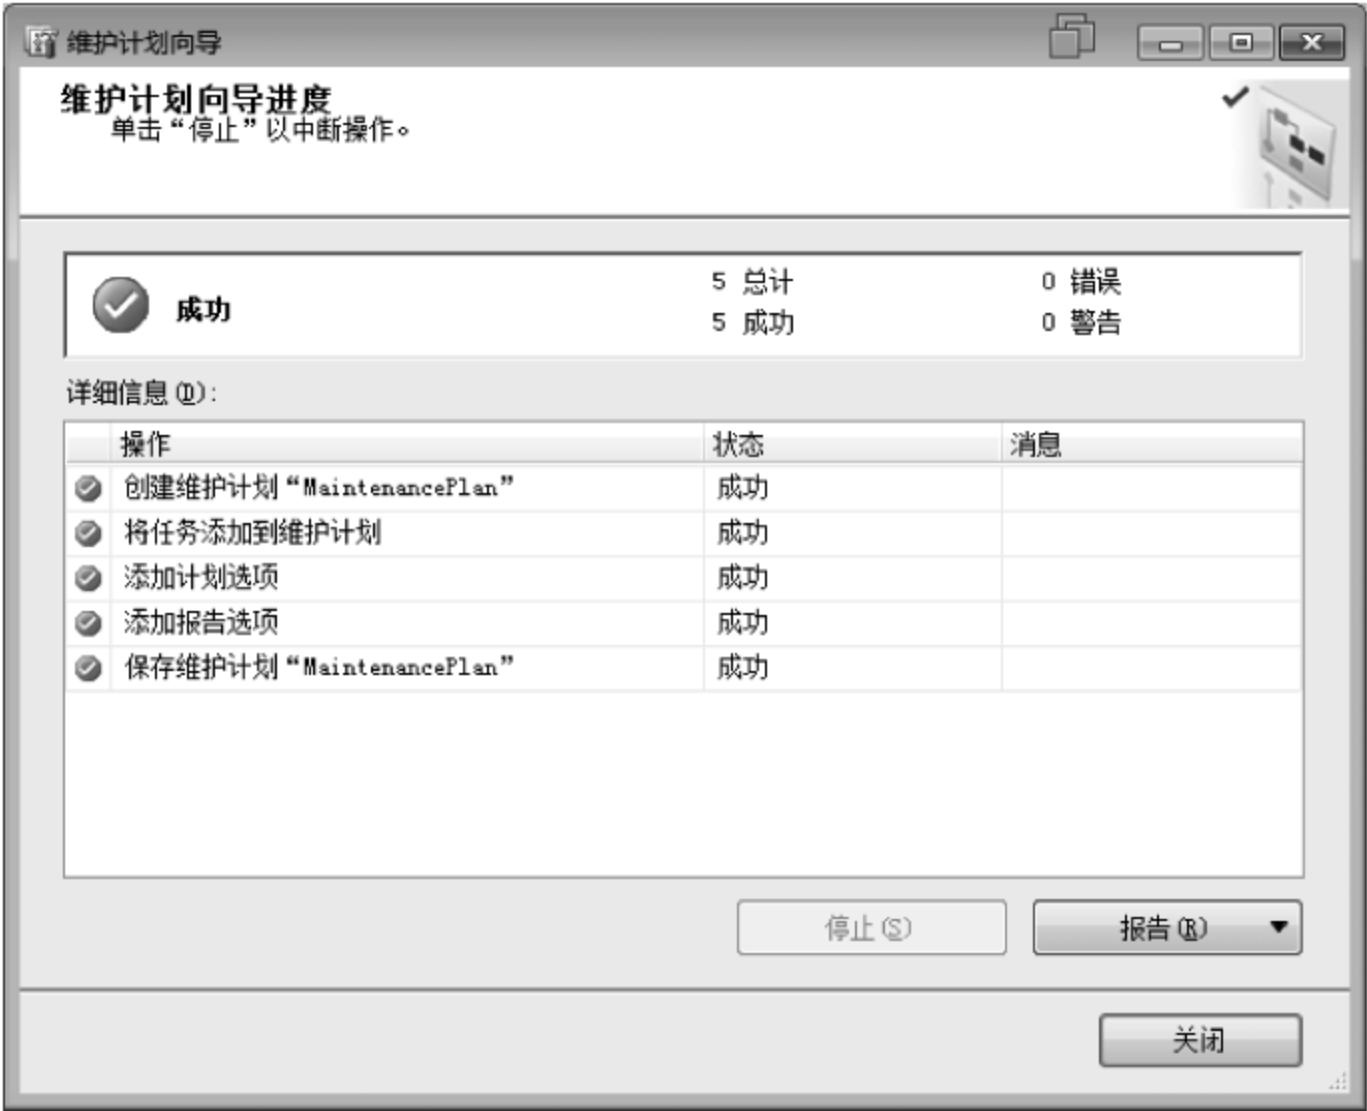 维护计划向导
维护计划向导进度
单击“停止”以中断操作。
成功
5 总计
0 错误
5 成功
0 警告
详细信息(D):
操作 状态 消息
创建维护计划“MaintenancePlan” 成功
将任务添加到维护计划 成功
添加计划选项 成功
添加报告选项 成功
保存维护计划“MaintenancePlan” 成功
停止(S) 报告(R)
关闭